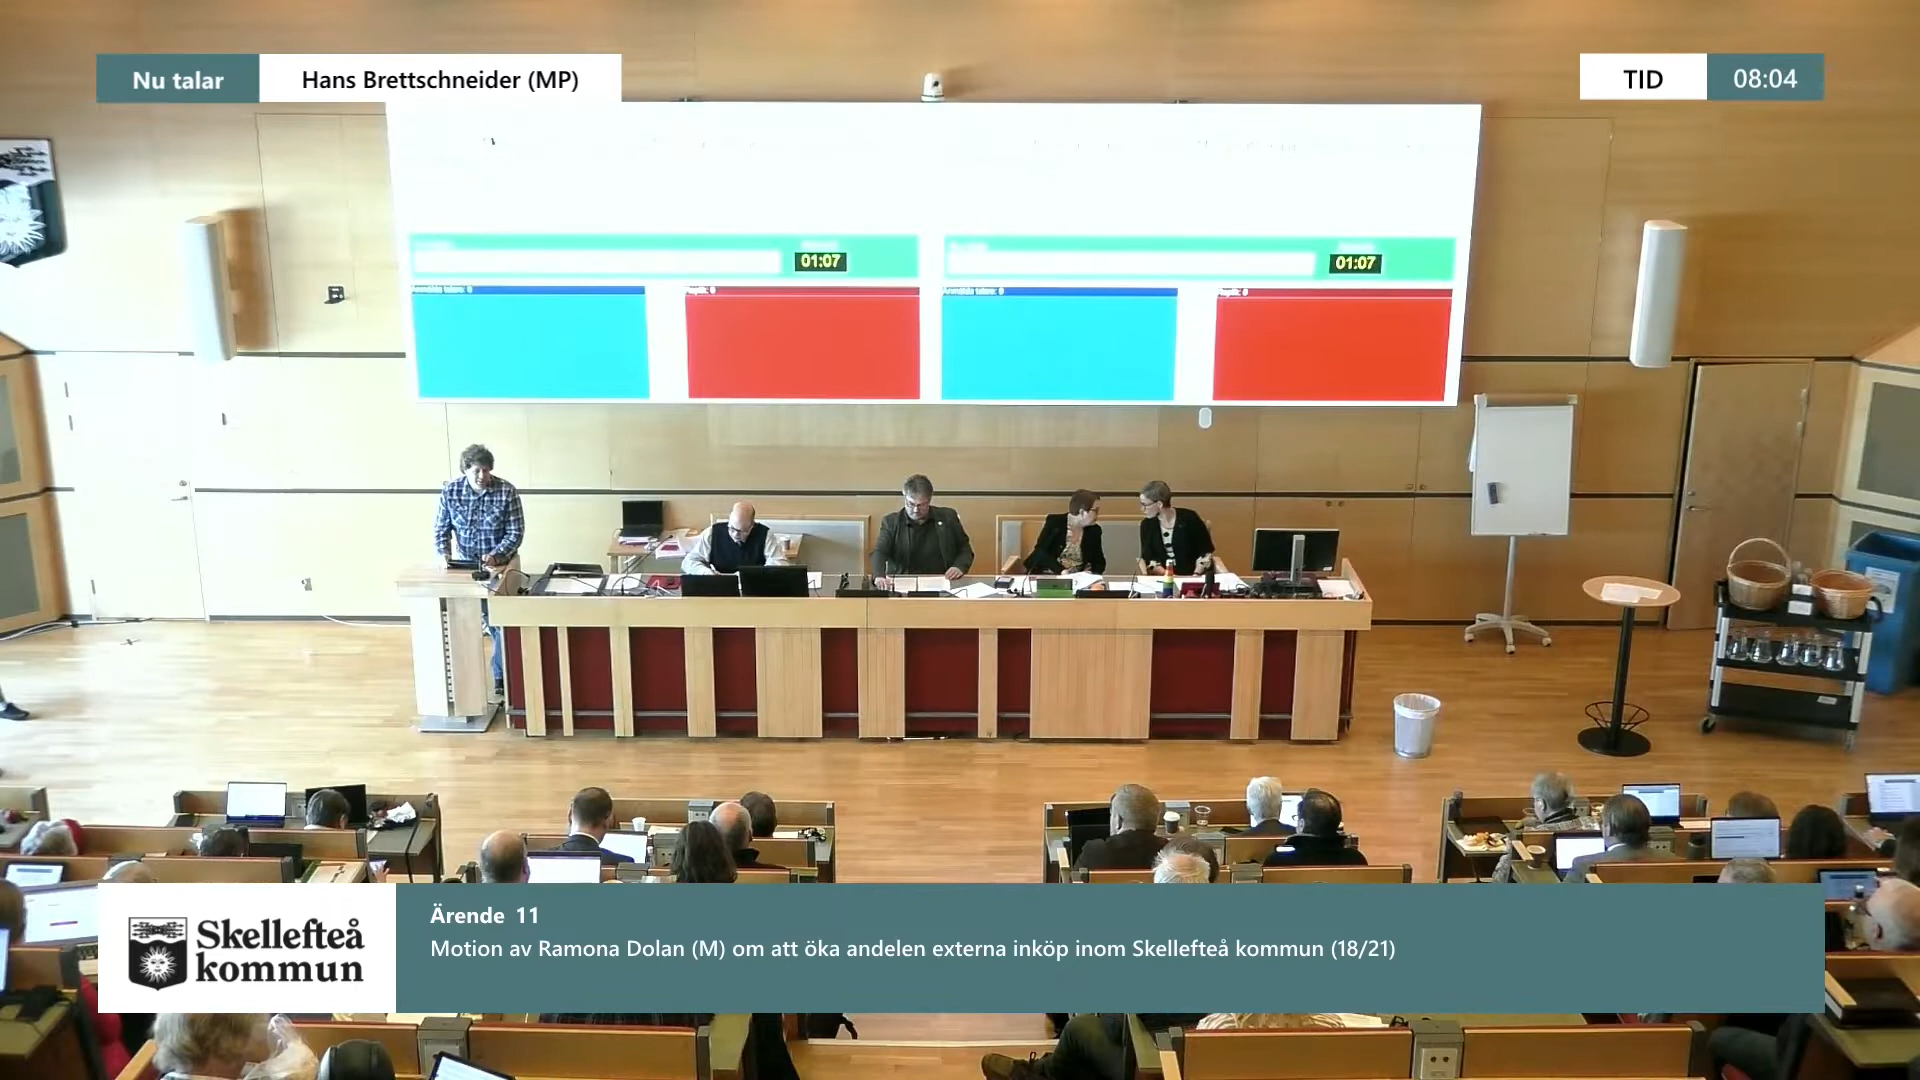 Nu talar
Hans Brettschneider (MP)
TID
08:04
01:07
01:07
Skellefteå
kommun
Ärende 11
Motion av Ramona Dolan (M) om att öka andelen externa inköp inom Skellefteå kommun (18/21)